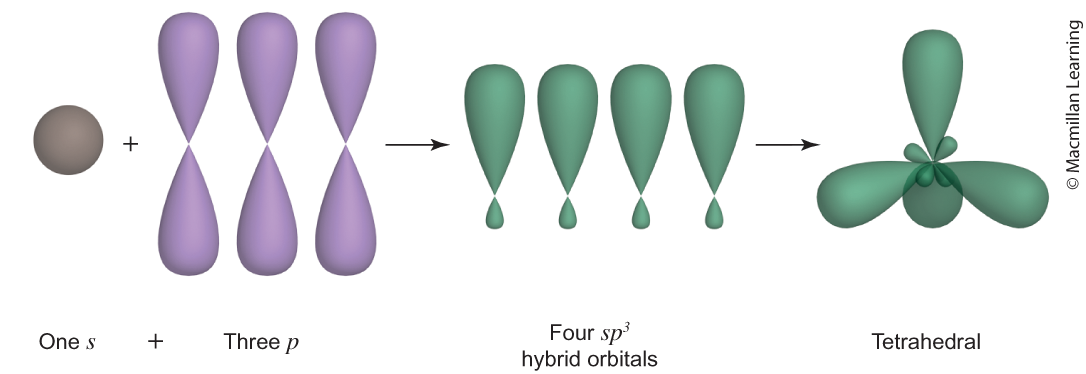 +
One s + Three p
Four sp³
hybrid orbitals
Tetrahedral
© Macmillan Learning